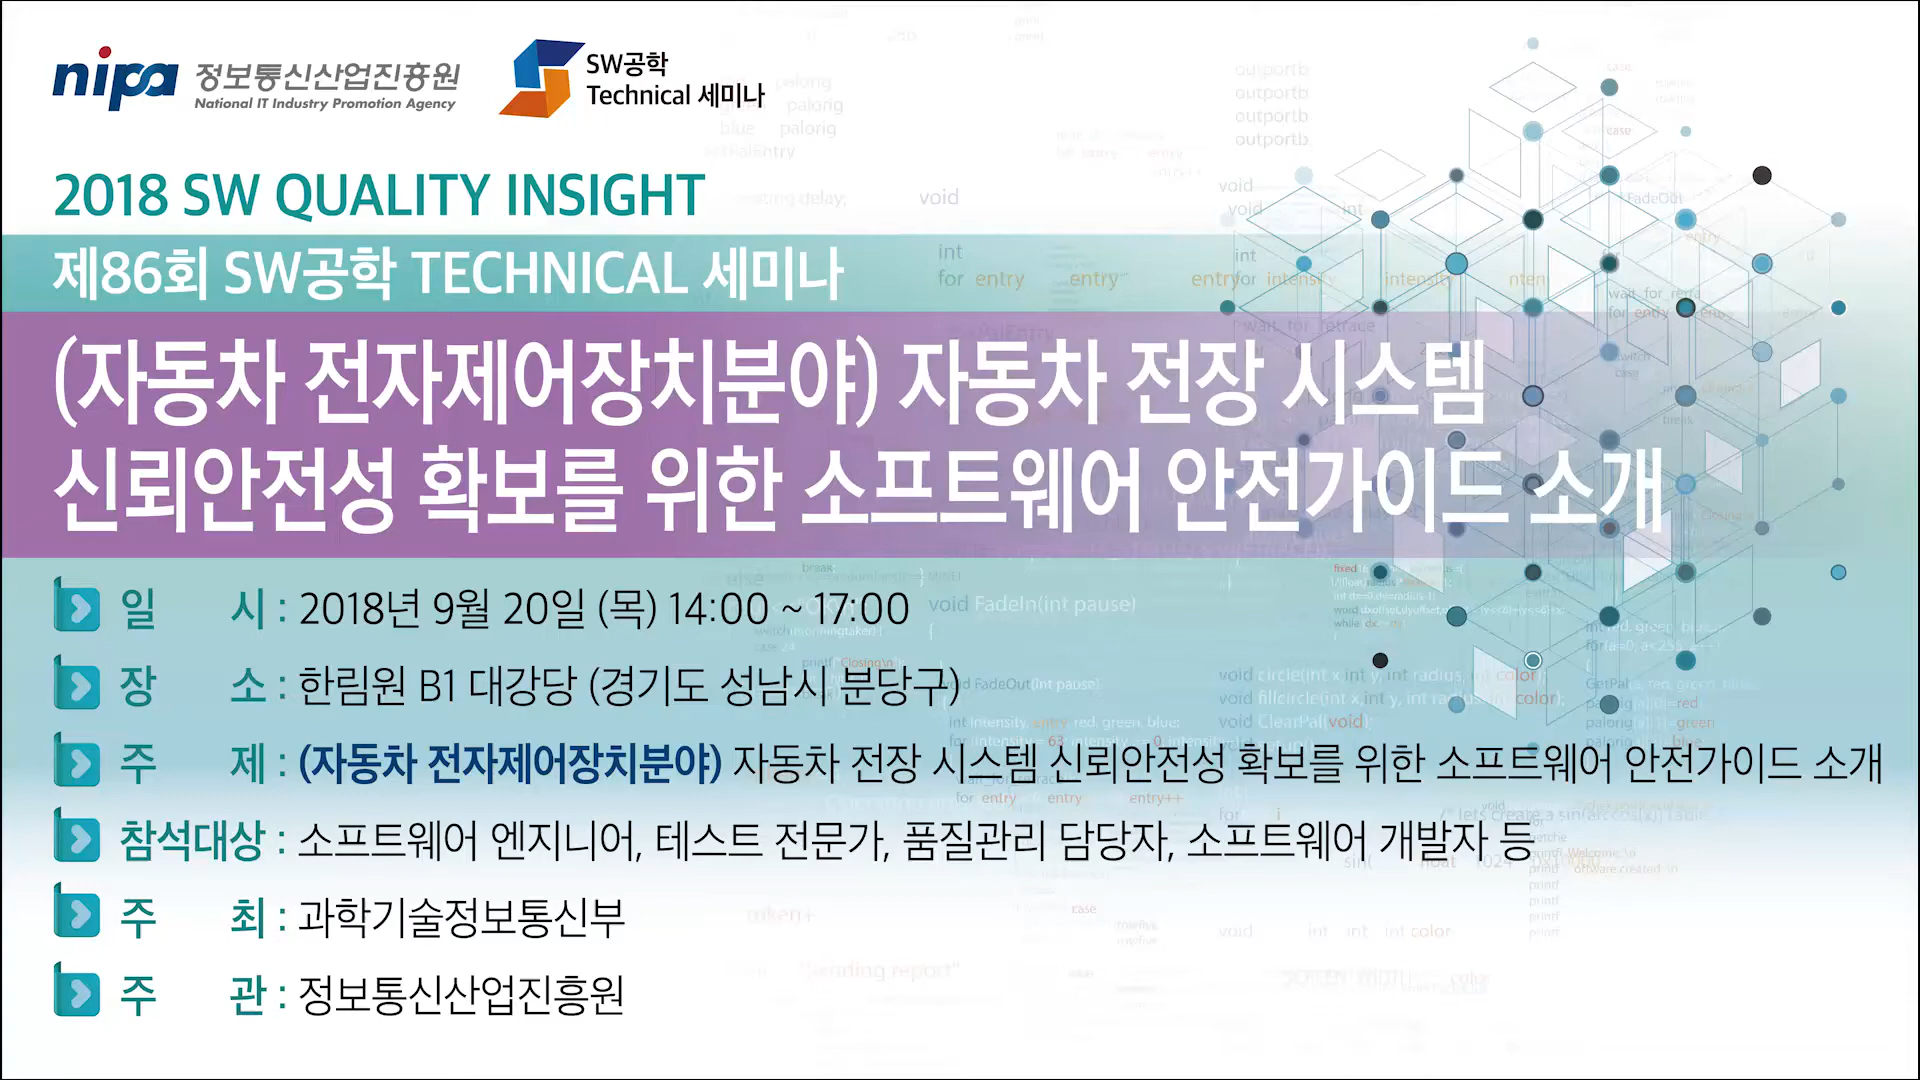 nipa 정보통신산업진흥원
National IT Industry Promotion Agency
SW공학
Technical 세미나
2018 SW QUALITY INSIGHT
제86회 SW공학 TECHNICAL 세미나
(자동차 전자제어장치분야) 자동차 전장 시스템
신뢰안전성 확보를 위한 소프트웨어 안전가이드 소개
일 시 : 2018년 9월 20일 (목) 14:00 ~ 17:00
장 소 : 한림원 B1 대강당 (경기도 성남시 분당구)
주 제 : (자동차 전자제어장치분야) 자동차 전장 시스템 신뢰안전성 확보를 위한 소프트웨어 안전가이드 소개
참석대상 : 소프트웨어 엔지니어, 테스트 전문가, 품질관리 담당자, 소프트웨어 개발자 등
주 최 : 과학기술정보통신부
주 관 : 정보통신산업진흥원